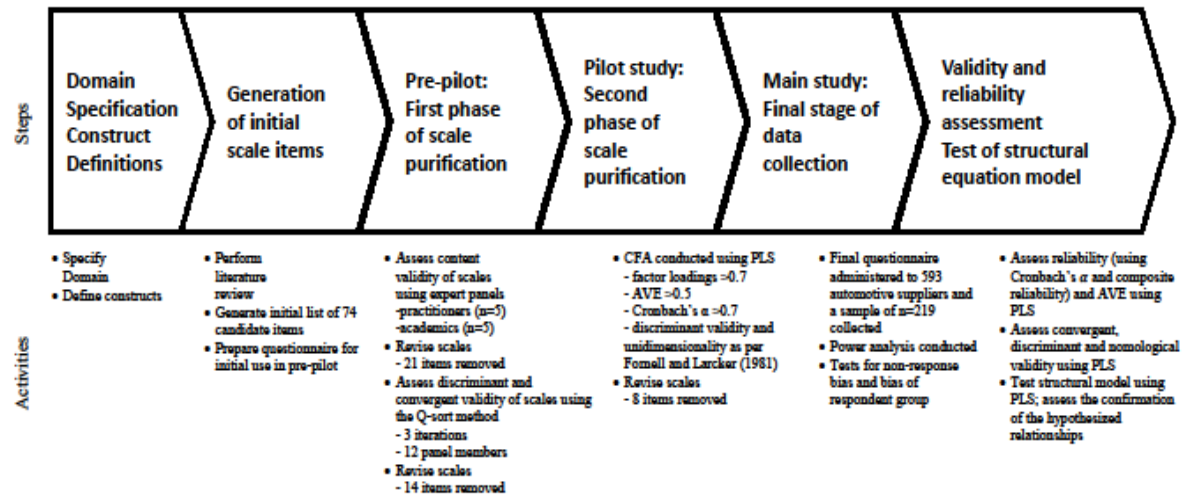 Steps
Domain
Specification
Construct
Definitions
Generation
of initial
scale items
Pre-pilot:
First phase
of scale
purification
Pilot study:
Second
phase of
scale
purification
Main study:
Final stage of
data
collection
Validity and
reliability
assessment
Test of structural
equation model
Activities
• Specify
Domain
• Define constructs
• Perform
literature
review
• Generate initial list of 74
candidate items
• Prepare questionnaire for
initial use in pre-pilot
• Assess content
validity of scales
using expert panels
-practitioners (n=5)
-academics (n=5)
• Revise scales
- 21 items removed
• Assess discriminant and
convergent validity of scales using
the Q-sort method
- 3 iterations
- 12 panel members
• Revise scales
- 14 items removed
• CFA conducted using PLS
- factor loadings >0.7
- AVE >0.5
- Cronbach's α >0.7
- discriminant validity and
unidimensionality as per
Fornell and Larcker (1981)
• Revise scales
- 8 items removed
• Final questionnaire
administered to 593
automotive suppliers and
a sample of n=219
collected
• Power analysis conducted
• Tests for non-response
bias and bias of
respondent group
• Assess reliability (using
Cronbach's α and composite
reliability) and AVE using
PLS
• Assess convergent,
discriminant and nomological
validity using PLS
• Test structural model using
PLS; assess the confirmation
of the hypothesized
relationships